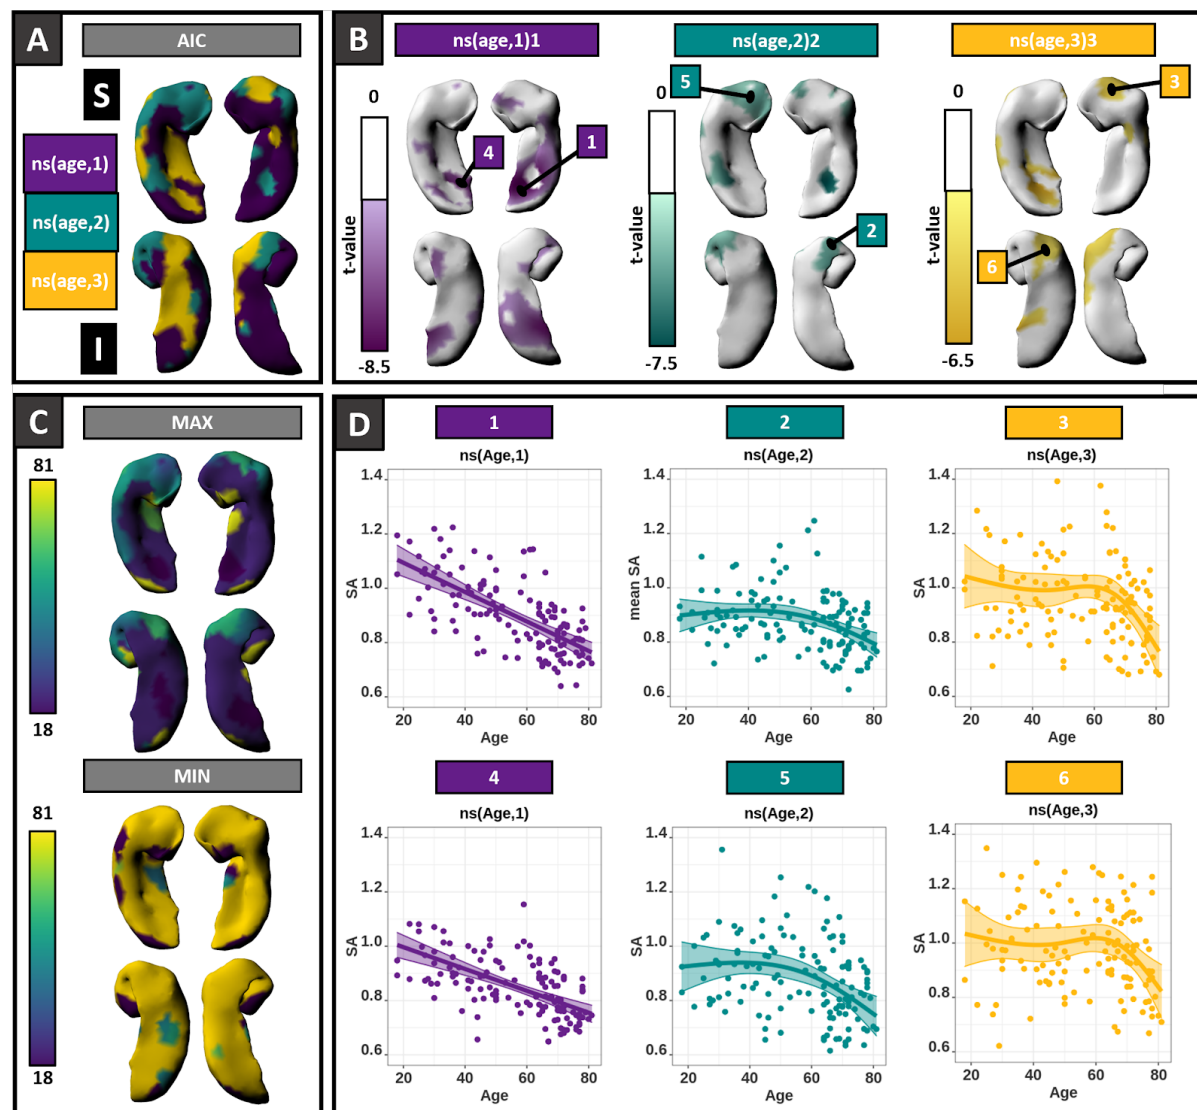 A
AIC
S
ns(age,1)
ns(age,2)
ns(age,3)
I
B
ns(age,1)1
ns(age,2)2
ns(age,3)3
0
t-value
-8.5
4
1
0
t-value
-7.5
5
2
0
t-value
-6.5
3
6
C
MAX
81
18
MIN
81
18
D
1
ns(Age,1)
SA
1.4
1.2
1.0
0.8
0.6
20 40 60 80
Age
2
ns(Age,2)
mean SA
1.4
1.2
1.0
0.8
0.6
20 40 60 80
Age
3
ns(Age,3)
SA
1.4
1.2
1.0
0.8
0.6
20 40 60 80
Age
4
ns(Age,1)
SA
1.4
1.2
1.0
0.8
0.6
20 40 60 80
Age
5
ns(Age,2)
SA
1.4
1.2
1.0
0.8
0.6
20 40 60 80
Age
6
ns(Age,3)
SA
1.4
1.2
1.0
0.8
0.6
20 40 60 80
Age